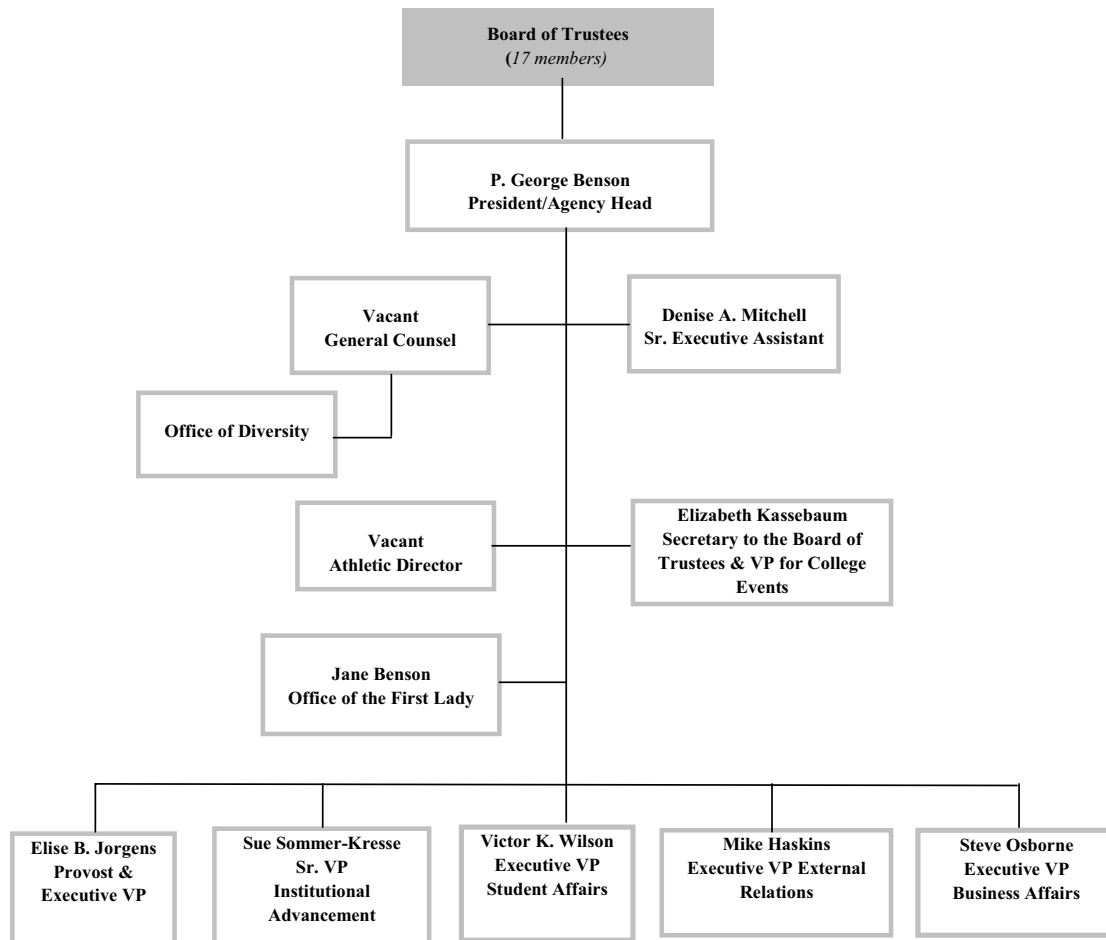 Board of Trustees
(17 members)
P. George Benson
President/Agency Head
Vacant
General Counsel
Denise A. Mitchell
Sr. Executive Assistant
Office of Diversity
Vacant
Athletic Director
Elizabeth Kassebaum
Secretary to the Board of
Trustees & VP for College
Events
Jane Benson
Office of the First Lady
Elise B. Jorgens
Provost &
Executive VP
Sue Sommer-Kresse
Sr. VP
Institutional
Advancement
Victor K. Wilson
Executive VP
Student Affairs
Mike Haskins
Executive VP External
Relations
Steve Osborne
Executive VP
Business Affairs